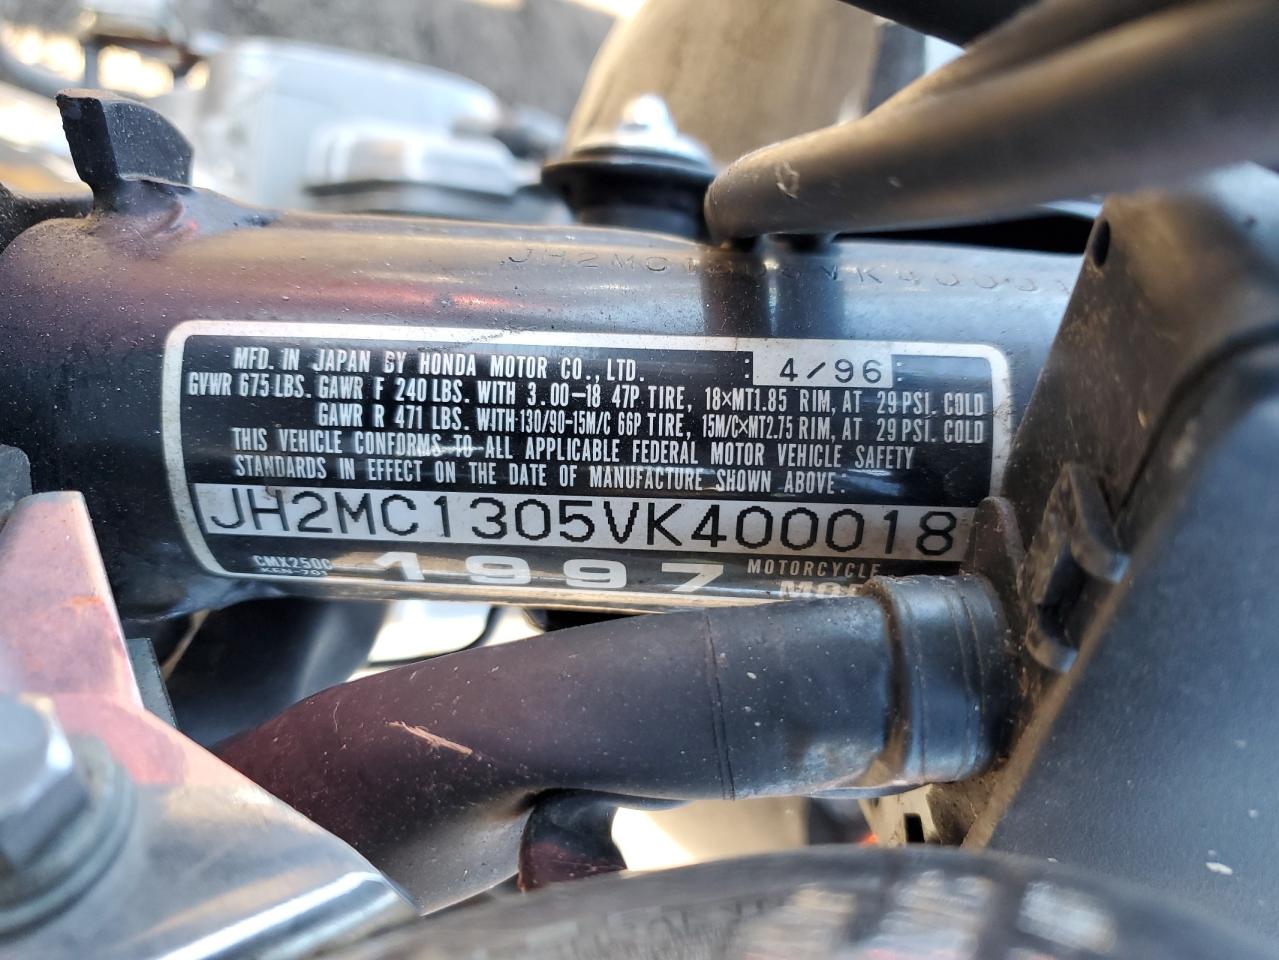 JH2MC1305VK40001
MFD. IN JAPAN BY HONDA MOTOR CO., LTD. : 4/96 :
GVWR 675 LBS. GAWR F 240 LBS. WITH 3.00-18 47P TIRE, 18×MT1.85 RIM, AT 29 PSI. COLD
GAWR R 471 LBS. WITH 130/90-15M/C 66P TIRE, 15M/C×MT2.75 RIM, AT 29 PSI. COLD
THIS VEHICLE CONFORMS TO ALL APPLICABLE FEDERAL MOTOR VEHICLE SAFETY
STANDARDS IN EFFECT ON THE DATE OF MANUFACTURE SHOWN ABOVE:
JH2MC1305VK400018
CMX250C 1997 MOTORCYCLE
KEN-701